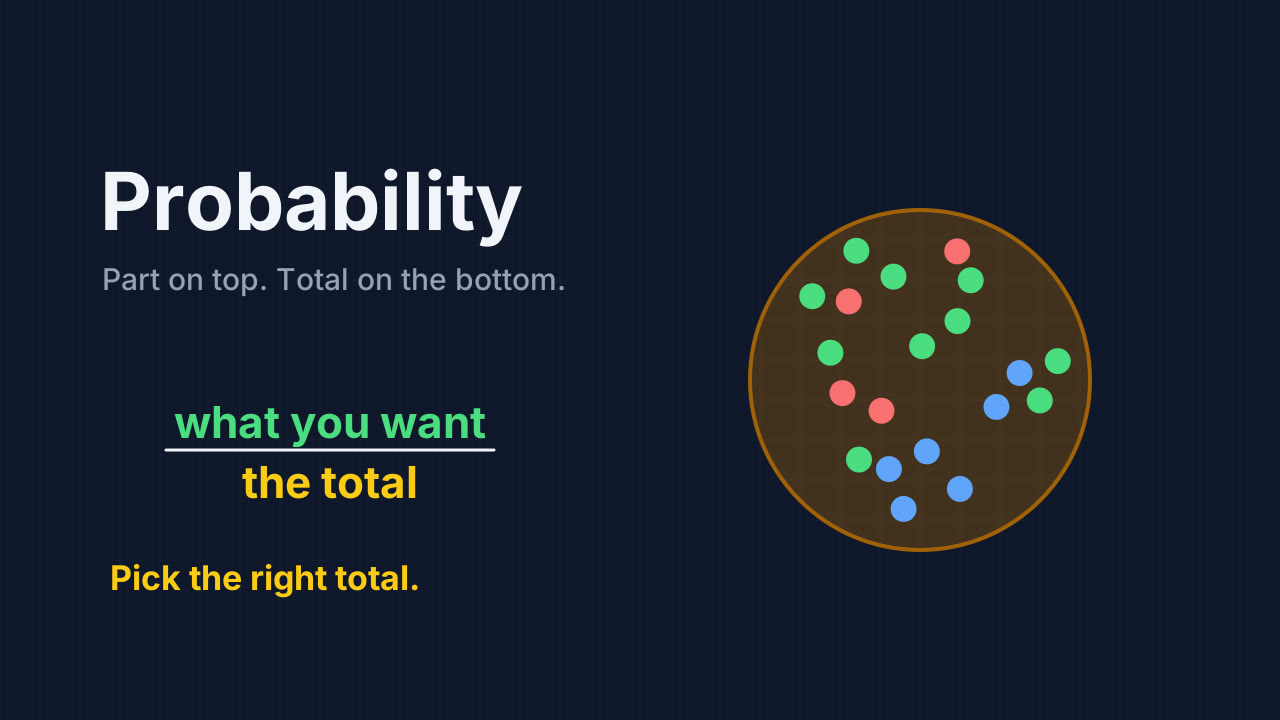 Probability
Part on top. Total on the bottom.
what you want
the total
Pick the right total.